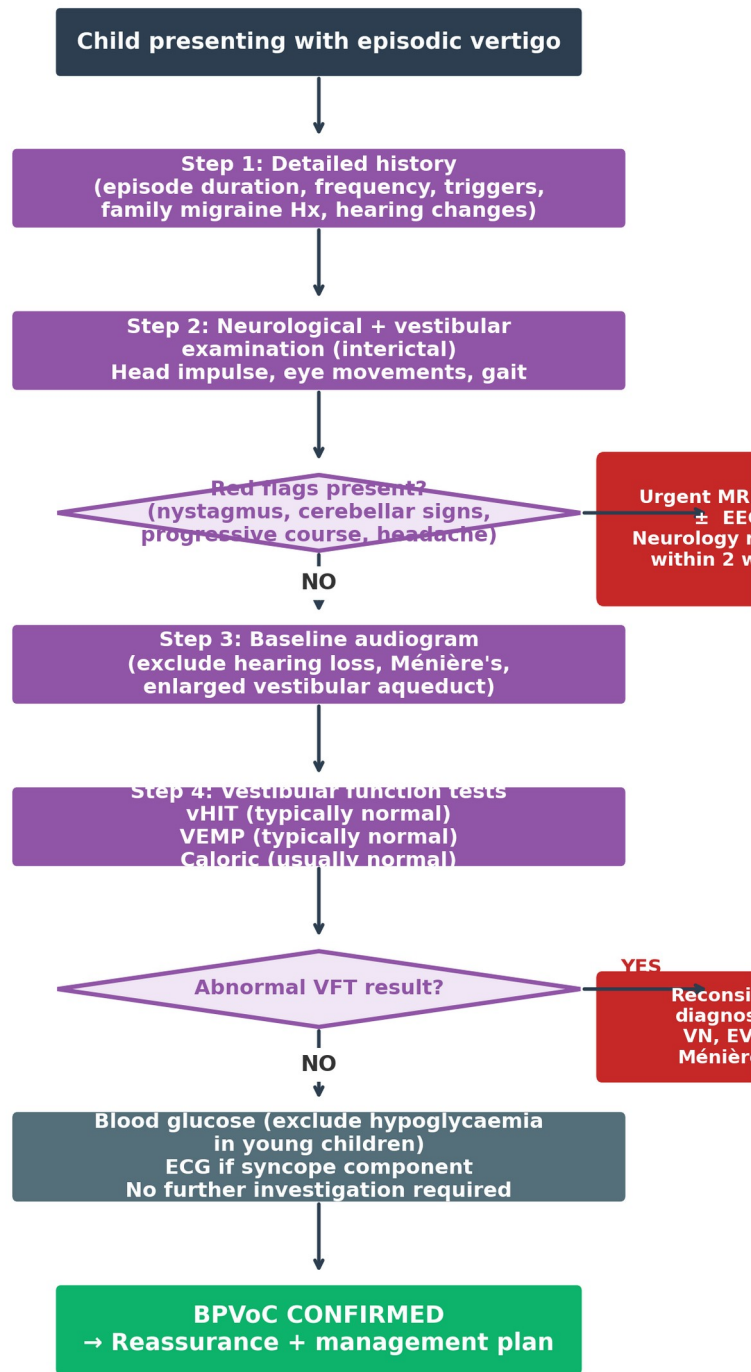 Child presenting with episodic vertigo
Step 1: Detailed history
(episode duration, frequency, triggers,
family migraine Hx, hearing changes)
Step 2: Neurological + vestibular
examination (interictal)
Head impulse, eye movements, gait
Red flags present?
(nystagmus, cerebellar signs,
progressive course, headache)
Urgent
±
Neurology
within 2
NO
Step 3: Baseline audiogram
(exclude hearing loss, Ménière's,
enlarged vestibular aqueduct)
Step 4: Vestibular function tests
vHIT (typically normal)
VEMP (typically normal)
Caloric (usually normal)
Abnormal VFT result?
YES
VN,
NO
Blood glucose (exclude hypoglycaemia
in young children)
ECG if syncope component
No further investigation required
BPVoC CONFIRMED
→ Reassurance + management plan